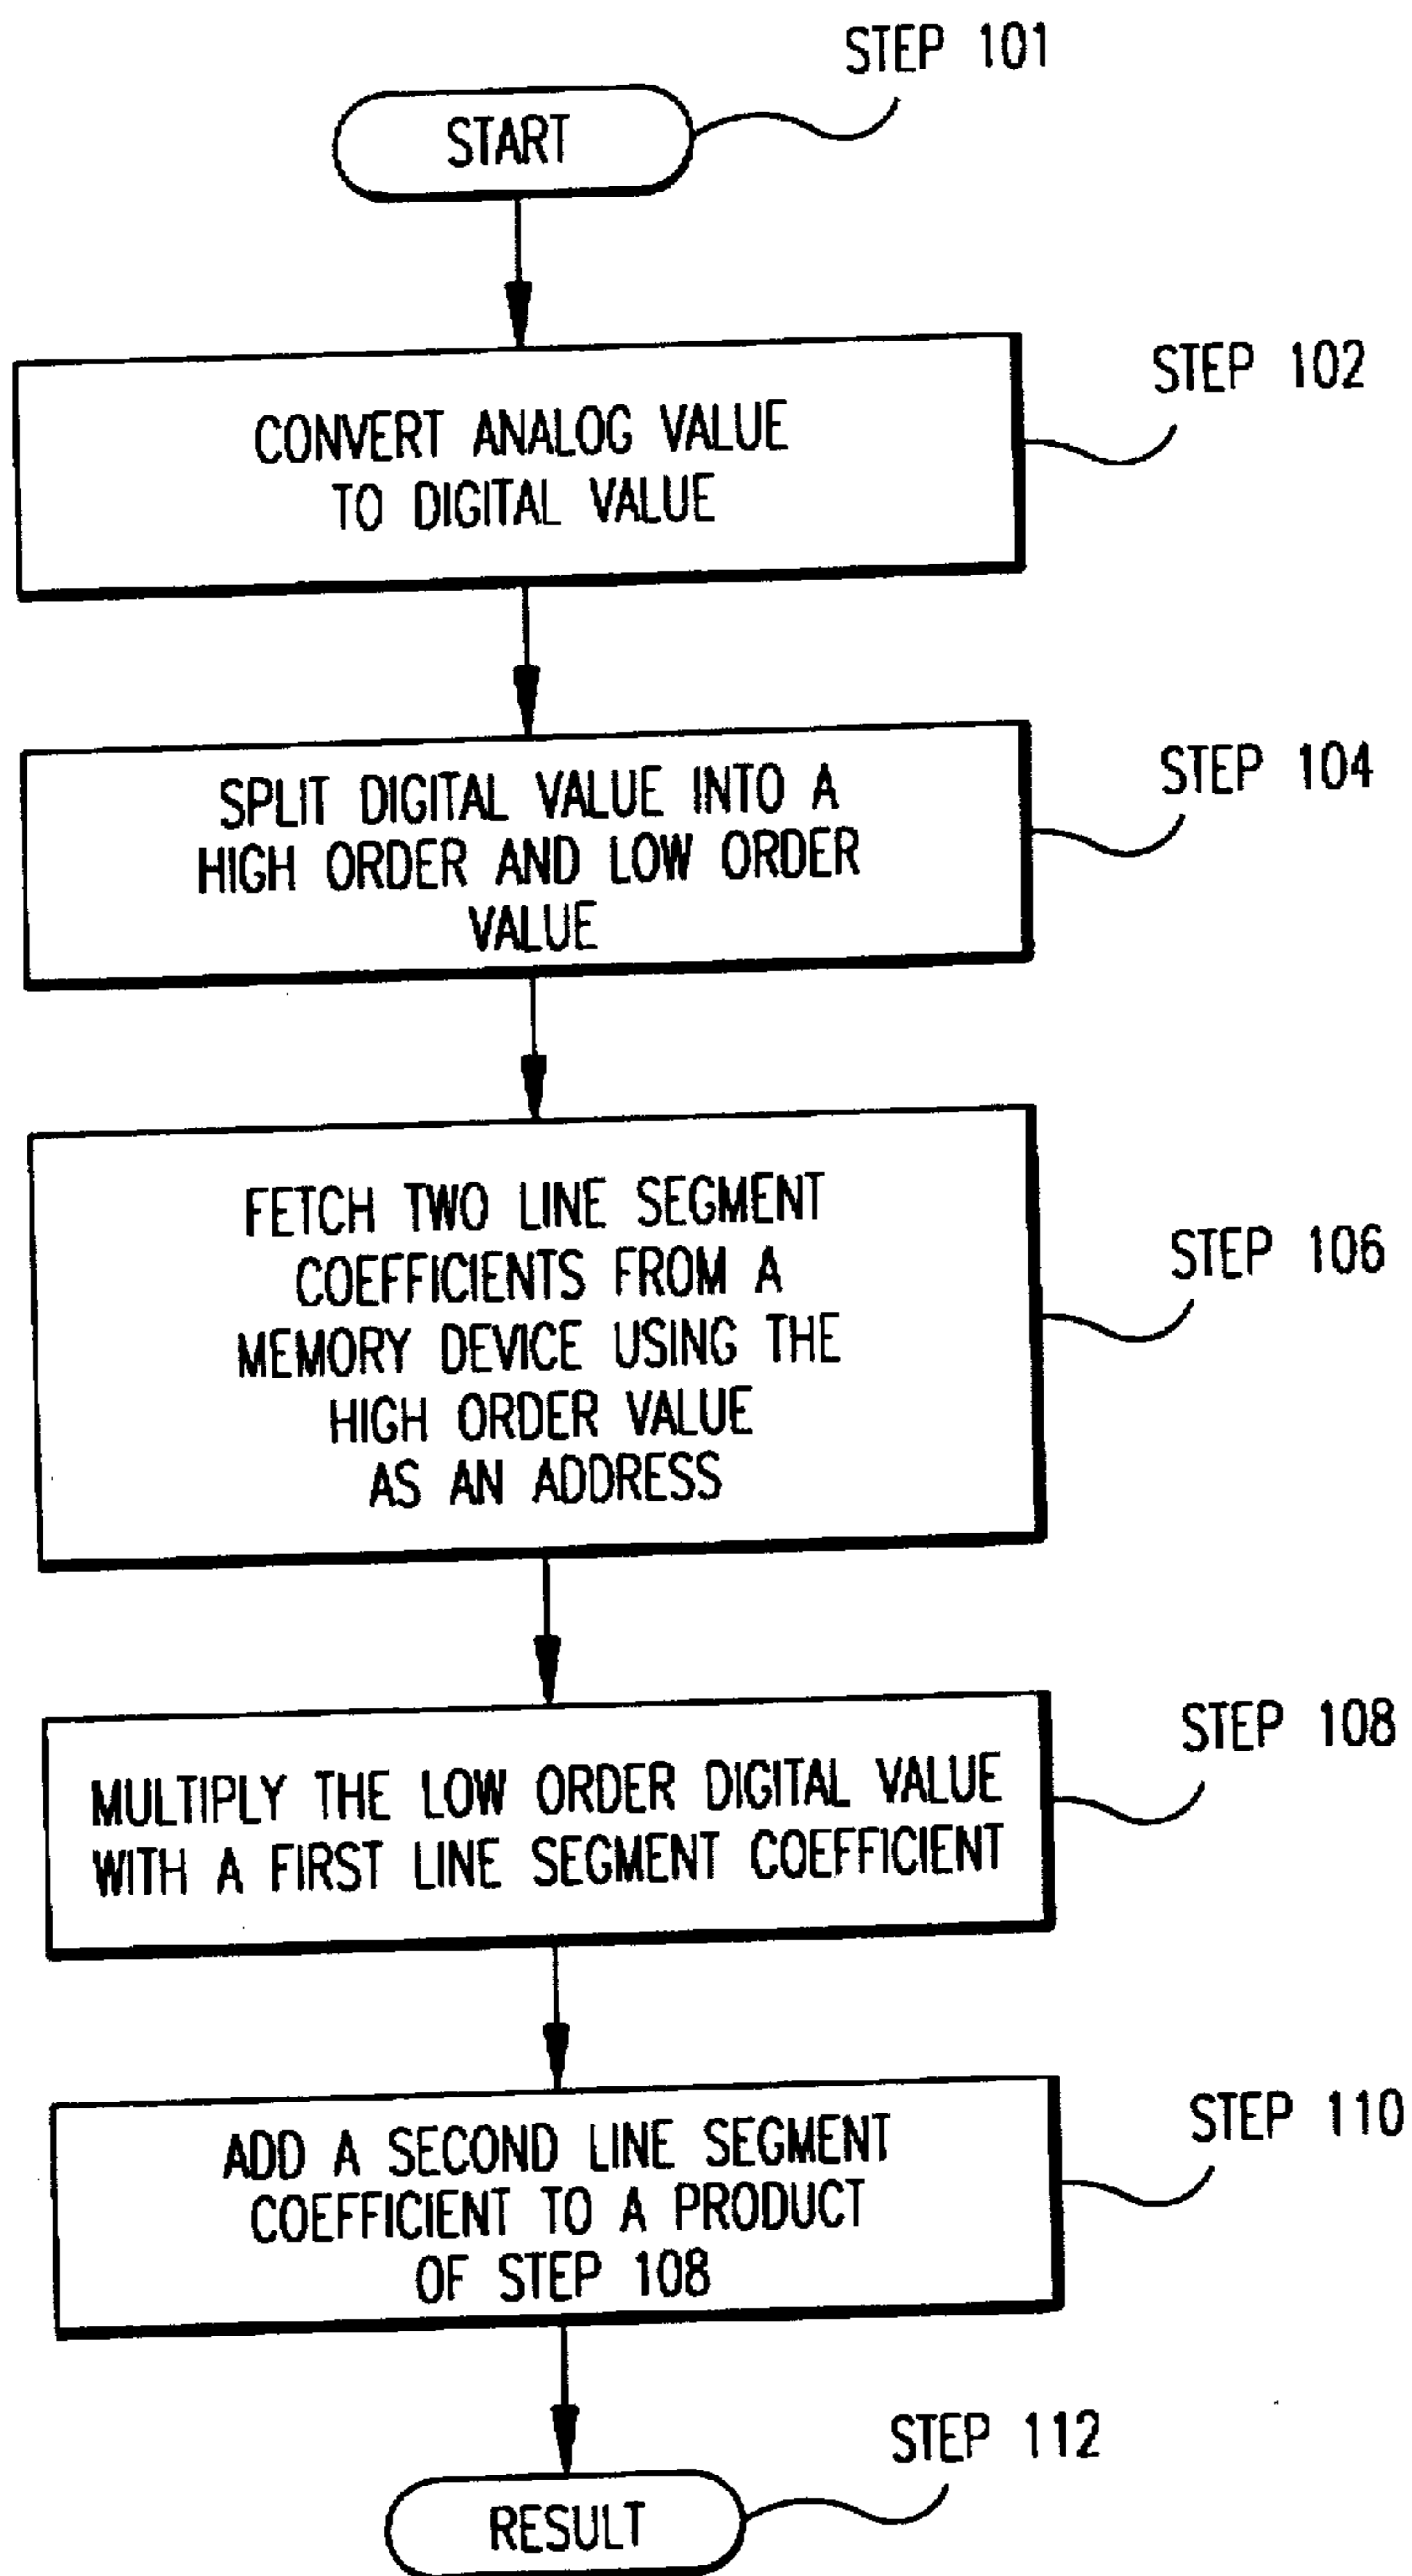 STEP 101
START
STEP 102
CONVERT ANALOG VALUE
TO DIGITAL VALUE
STEP 104
SPLIT DIGITAL VALUE INTO A
HIGH ORDER AND LOW ORDER
VALUE
STEP 106
FETCH TWO LINE SEGMENT
COEFFICIENTS FROM A
MEMORY DEVICE USING THE
HIGH ORDER VALUE
AS AN ADDRESS
STEP 108
MULTIPLY THE LOW ORDER DIGITAL VALUE
WITH A FIRST LINE SEGMENT COEFFICIENT
STEP 110
ADD A SECOND LINE SEGMENT
COEFFICIENT TO A PRODUCT
OF STEP 108
STEP 112
RESULT